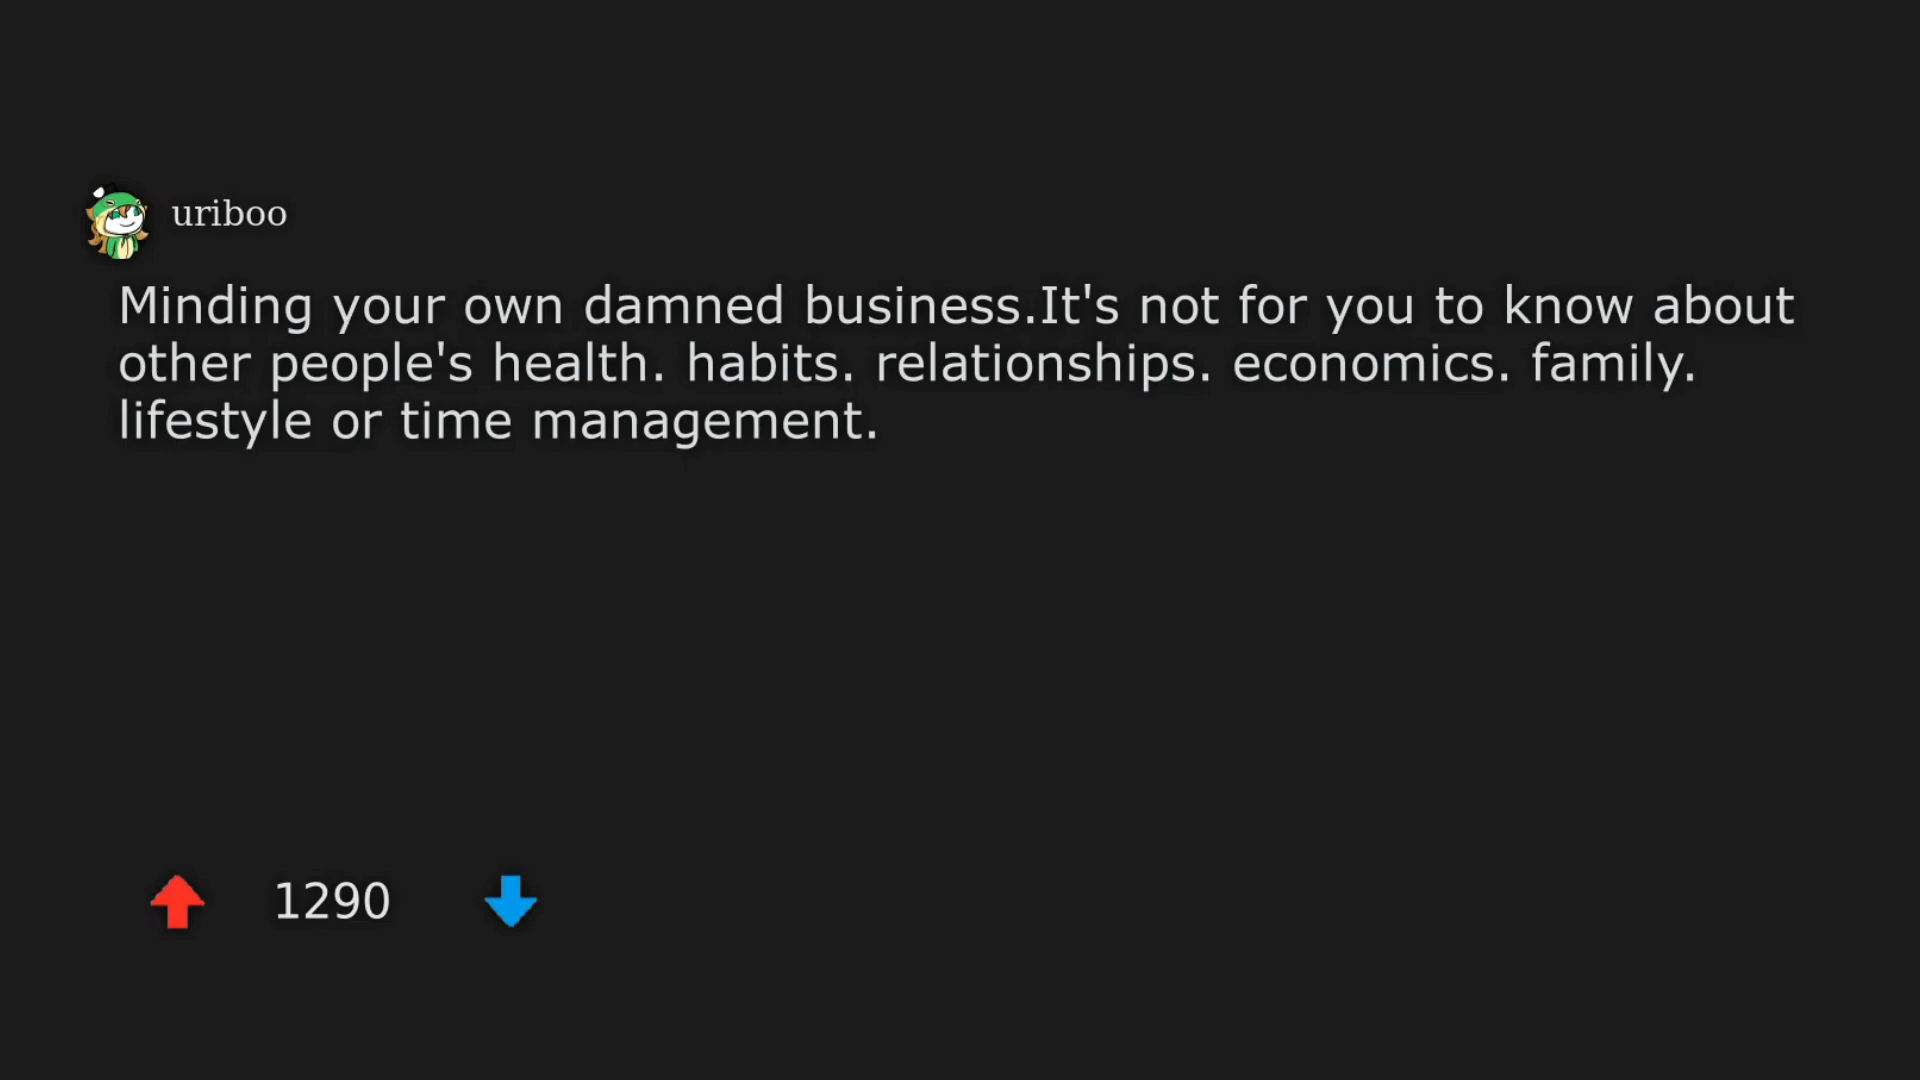 uriboo
Minding your own damned business.It's not for you to know about
other people's health. habits. relationships. economics. family.
lifestyle or time management.
1290